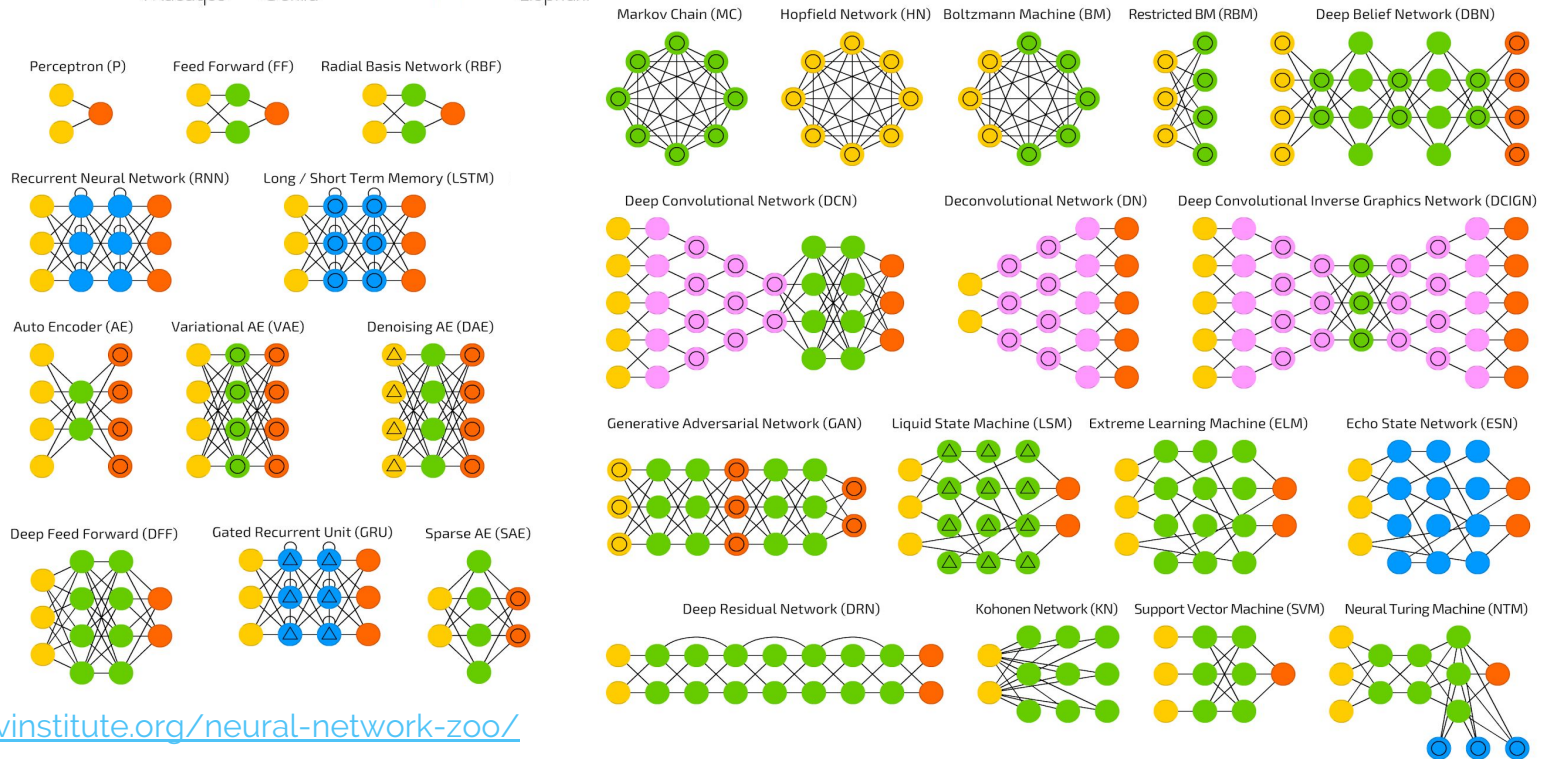 Perceptron (P)
Feed Forward (FF)
Radial Basis Network (RBF)
Recurrent Neural Network (RNN)
Long / Short Term Memory (LSTM)
Auto Encoder (AE)
Variational AE (VAE)
Denoising AE (DAE)
Deep Feed Forward (DFF)
Gated Recurrent Unit (GRU)
Sparse AE (SAE)
vinstitute.org/neural-network-zoo/
Markov Chain (MC)
Hopfield Network (HN)
Boltzmann Machine (BM)
Restricted BM (RBM)
Deep Belief Network (DBN)
Deep Convolutional Network (DCN)
Deconvolutional Network (DN)
Deep Convolutional Inverse Graphics Network (DCIGN)
Generative Adversarial Network (GAN)
Liquid State Machine (LSM)
Extreme Learning Machine (ELM)
Echo State Network (ESN)
Deep Residual Network (DRN)
Kohonen Network (KN)
Support Vector Machine (SVM)
Neural Turing Machine (NTM)